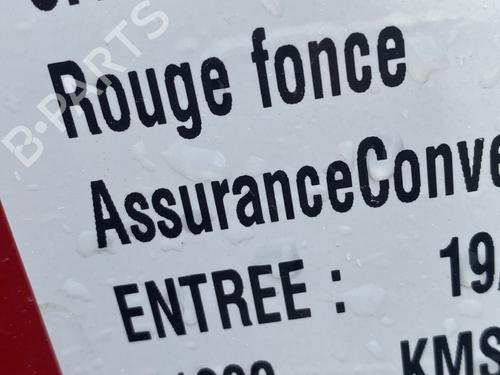 B-PARTS
Rouge fonce
AssuranceConve
ENTREE : 19
KMS